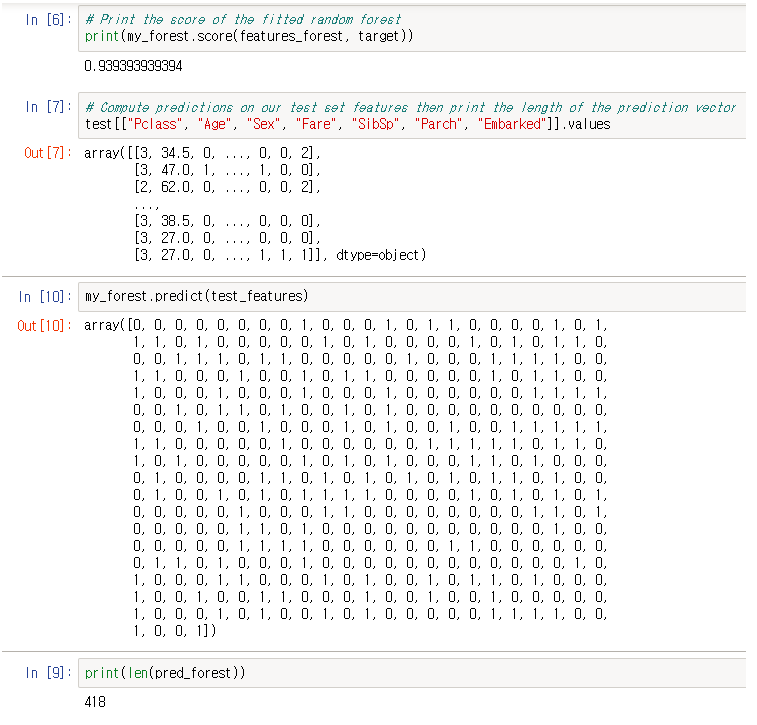 In [6]: # Print the score of the fitted random forest
print(my_forest.score(features_forest, target))
0.939393939394
In [7]: # Compute predictions on our test set features then print the length of the prediction vector
test[["Pclass", "Age", "Sex", "Fare", "SibSp", "Parch", "Embarked"]].values
Out[7]: array([[3, 34.5, 0, ..., 0, 0, 2],
[3, 47.0, 1, ..., 1, 0, 0],
[2, 62.0, 0, ..., 0, 0, 2],
...,
[3, 38.5, 0, ..., 0, 0, 0],
[3, 27.0, 0, ..., 0, 0, 0],
[3, 27.0, 0, ..., 1, 1, 1]], dtype=object)
In [10]: my_forest.predict(test_features)
Out[10]: array([0, 0, 0, 0, 0, 0, 0, 0, 1, 0, 0, 0, 1, 0, 1, 1, 0, 0, 0, 0, 1, 0, 1,
1, 1, 0, 1, 0, 0, 0, 0, 0, 1, 0, 1, 0, 0, 0, 0, 1, 0, 1, 0, 1, 1, 0,
0, 0, 1, 1, 1, 0, 1, 1, 0, 0, 0, 0, 1, 0, 0, 0, 1, 1, 1, 1, 0, 0,
1, 1, 0, 0, 0, 1, 0, 0, 1, 0, 1, 1, 0, 0, 0, 0, 0, 1, 0, 1, 1, 0, 0,
1, 0, 0, 0, 1, 0, 0, 0, 1, 0, 0, 0, 1, 0, 0, 0, 0, 0, 0, 1, 1, 1, 1,
0, 0, 1, 0, 1, 1, 0, 1, 0, 0, 1, 0, 1, 0, 0, 0, 0, 0, 0, 0, 0, 0, 0,
0, 0, 0, 1, 0, 0, 1, 0, 0, 0, 1, 0, 1, 0, 0, 1, 0, 0, 1, 1, 1, 1, 1,
1, 1, 0, 0, 0, 0, 0, 1, 0, 0, 0, 0, 0, 0, 1, 1, 1, 1, 1, 0, 1, 1, 0,
1, 0, 1, 0, 0, 0, 0, 0, 1, 0, 1, 0, 1, 0, 0, 0, 1, 1, 0, 1, 0, 0, 0,
0, 1, 0, 0, 0, 0, 1, 0, 0, 0, 1, 0, 1, 0, 1, 0, 1, 0, 1, 1, 0, 1, 0,
0, 1, 0, 0, 1, 0, 1, 1, 1, 1, 1, 1, 0, 0, 0, 0, 1, 0, 1, 0, 1, 0, 1,
0, 0, 0, 0, 0, 0, 1, 0, 0, 0, 1, 1, 0, 0, 0, 0, 0, 0, 0, 1, 1, 0, 1,
0, 0, 0, 0, 0, 1, 1, 0, 1, 1, 0, 0, 0, 0, 0, 0, 0, 0, 0, 0, 1, 0, 0,
0, 0, 0, 0, 0, 1, 1, 1, 1, 0, 0, 0, 0, 0, 0, 1, 1, 0, 0, 0, 0, 0, 0,
0, 1, 1, 0, 1, 0, 0, 0, 1, 0, 0, 1, 0, 0, 0, 0, 0, 0, 0, 0, 0, 1, 0,
1, 0, 0, 0, 1, 1, 0, 0, 0, 1, 0, 1, 0, 0, 1, 0, 1, 1, 0, 1, 0, 0, 0,
1, 0, 0, 1, 0, 0, 1, 1, 0, 0, 1, 0, 0, 0, 0, 1, 0, 0, 1, 0, 0, 0,
1, 0, 0, 0, 1, 0, 1, 0, 0, 1, 0, 1, 0, 0, 0, 0, 0, 1, 1, 1, 1, 0, 0,
1, 0, 0, 1])
In [9]: print(len(pred_forest))
418